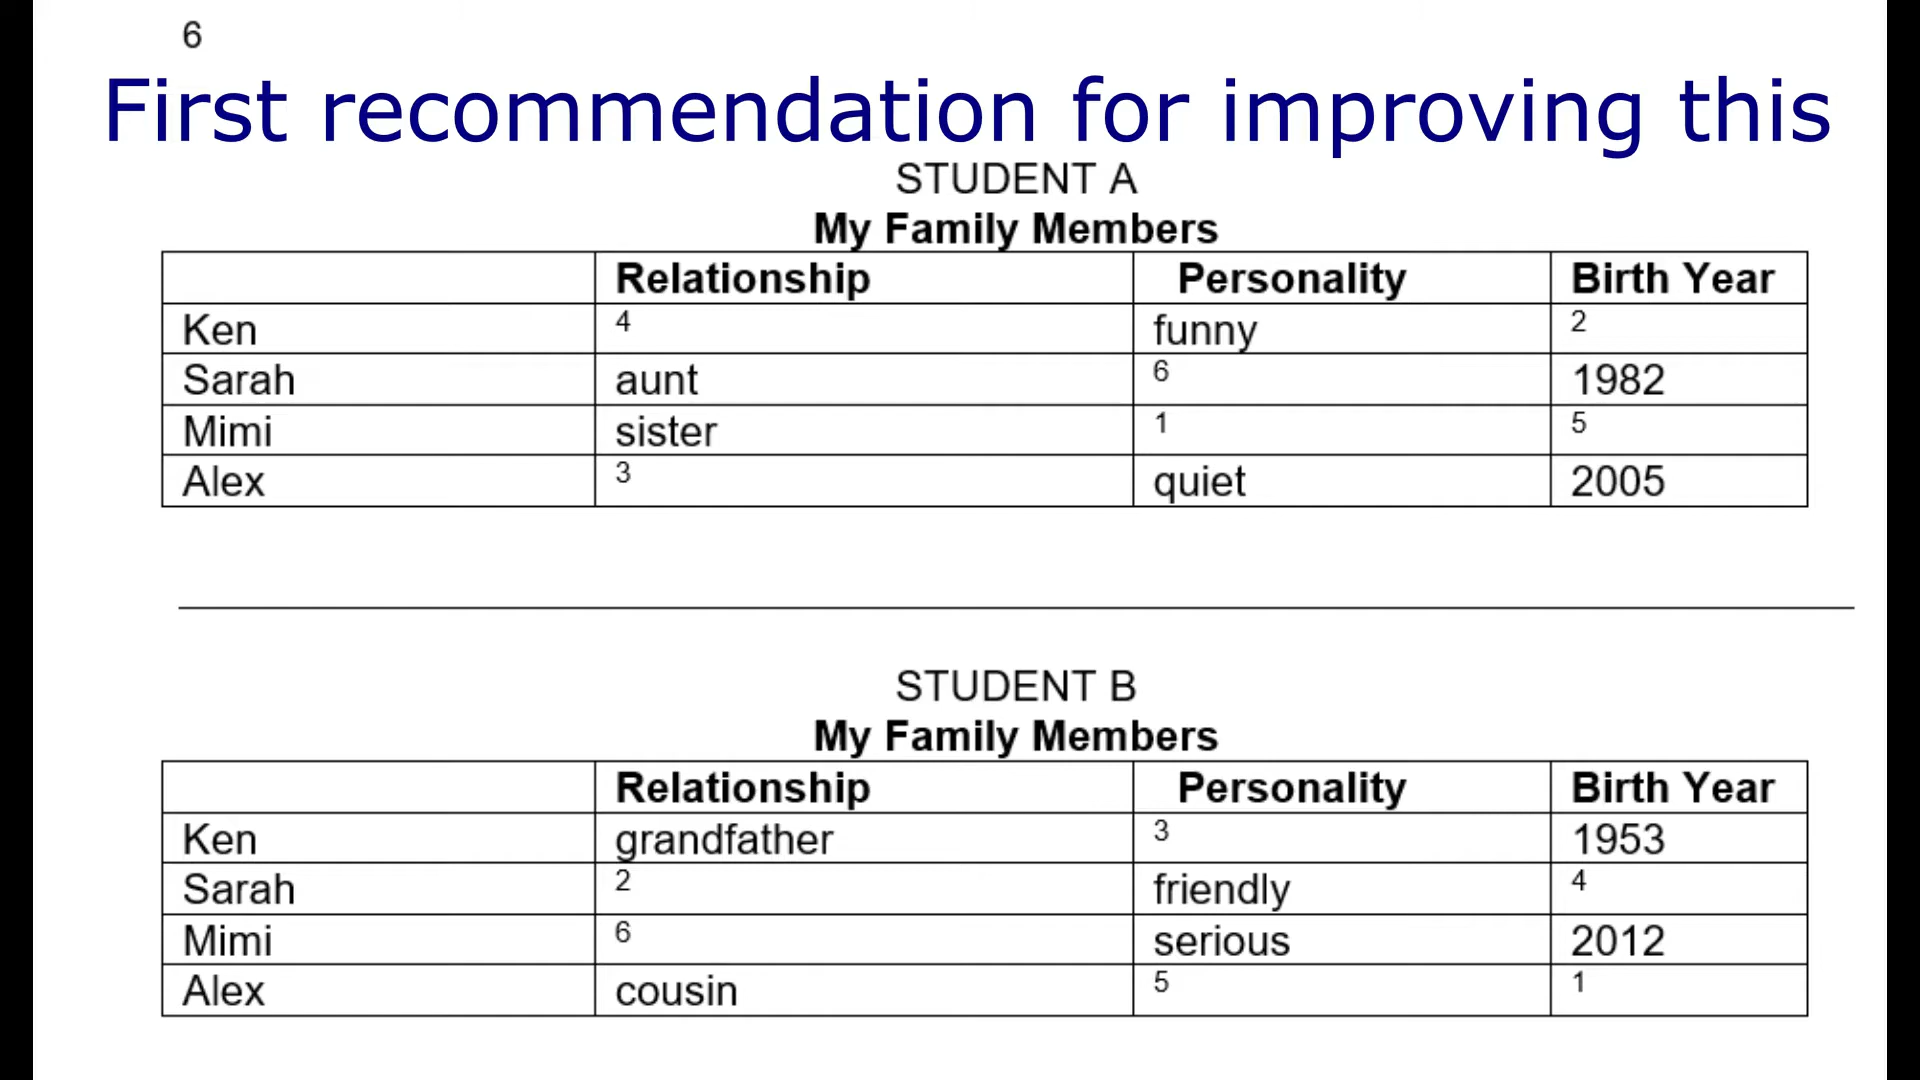 6
First recommendation for improving this
STUDENT A
My Family Members
Relationship Personality Birth Year
Ken 4 funny 2
Sarah aunt 6 1982
Mimi sister 1 5
Alex 3 quiet 2005
STUDENT B
My Family Members
Relationship Personality Birth Year
Ken grandfather 3 1953
Sarah 2 friendly 4
Mimi 6 serious 2012
Alex cousin 5 1